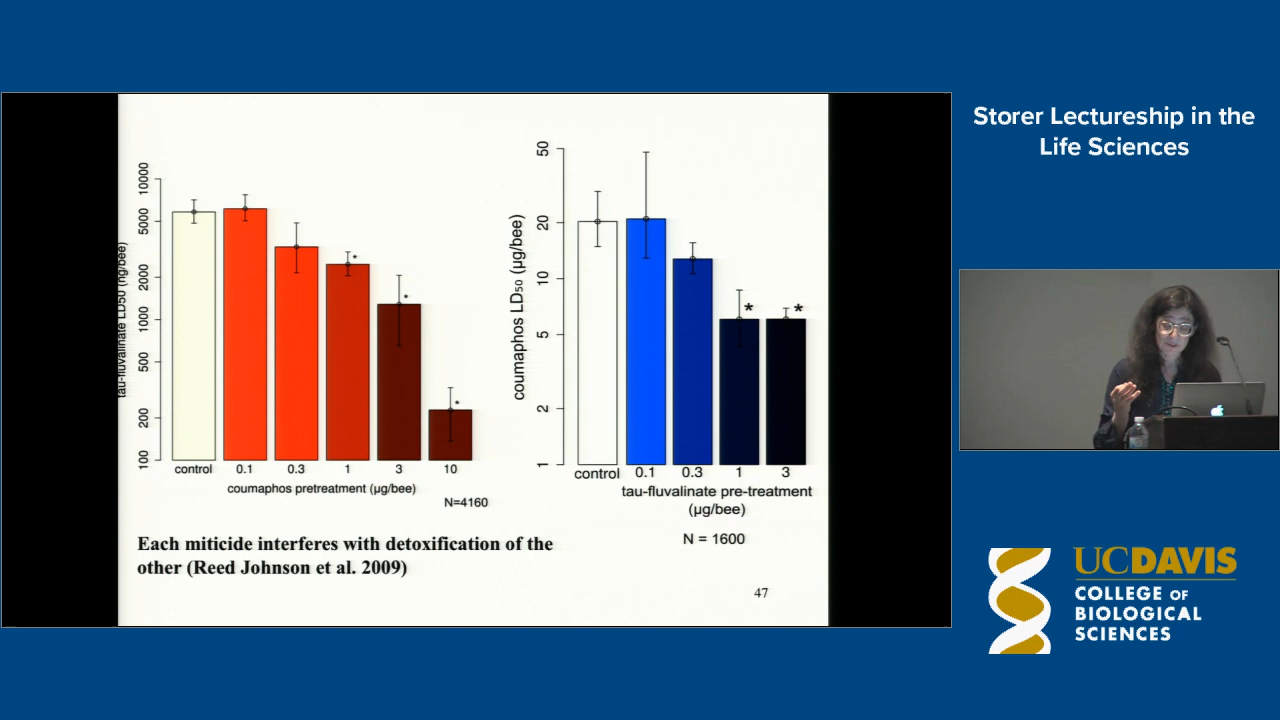 Storer Lectureship in the
Life Sciences
tau-fluvalinate LD50 (ng/bee)
10000
5000
2000
1000
500
200
100
control
0.1
0.3
1
3
10
coumaphos pretreatment (µg/bee)
N=4160
*
*
*
coumaphos LD50 (µg/bee)
50
20
10
5
2
1
control
0.1
0.3
1
3
tau-fluvalinate pre-treatment
(µg/bee)
N = 1600
*
*
Each miticide interferes with detoxification of the
other (Reed Johnson et al. 2009)
47
UCDAVIS
COLLEGE OF
BIOLOGICAL
SCIENCES